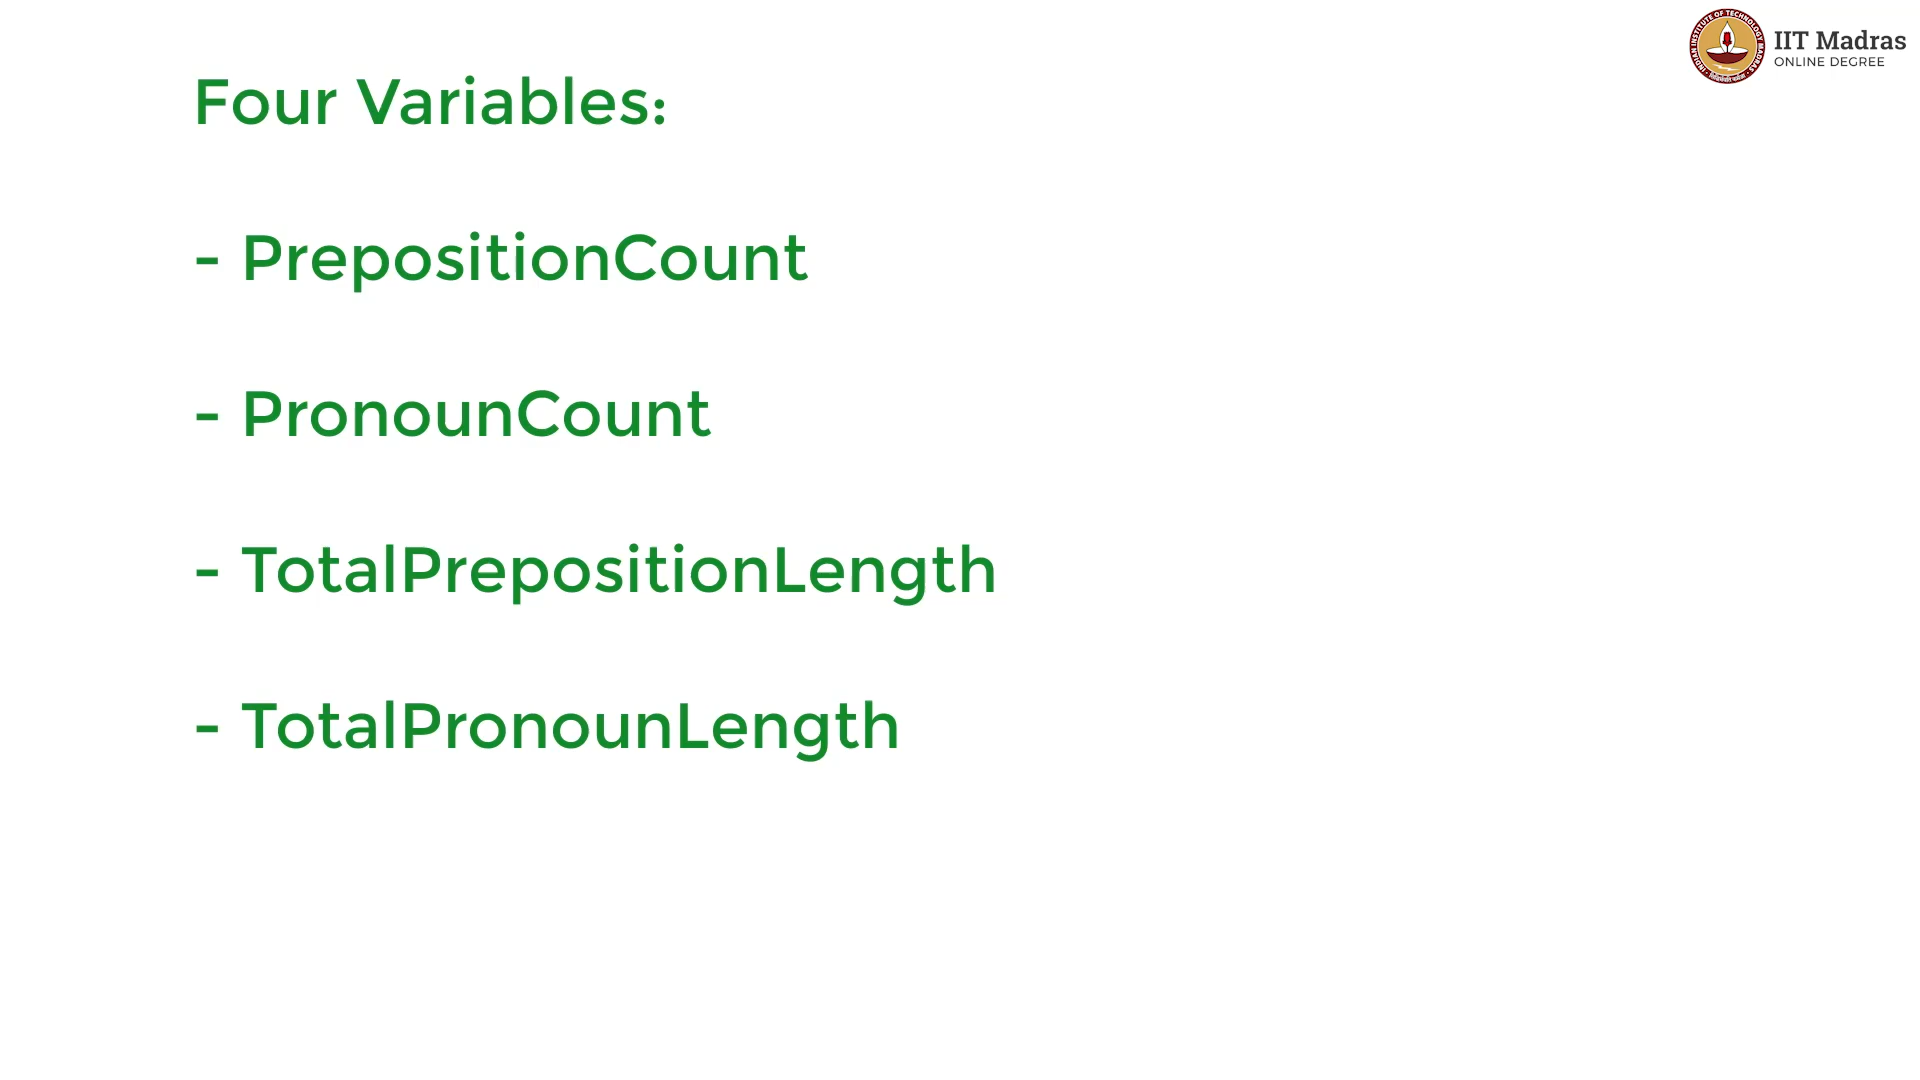 IIT Madras
ONLINE DEGREE
Four Variables:
- PrepositionCount
- PronounCount
- TotalPrepositionLength
- TotalPronounLength